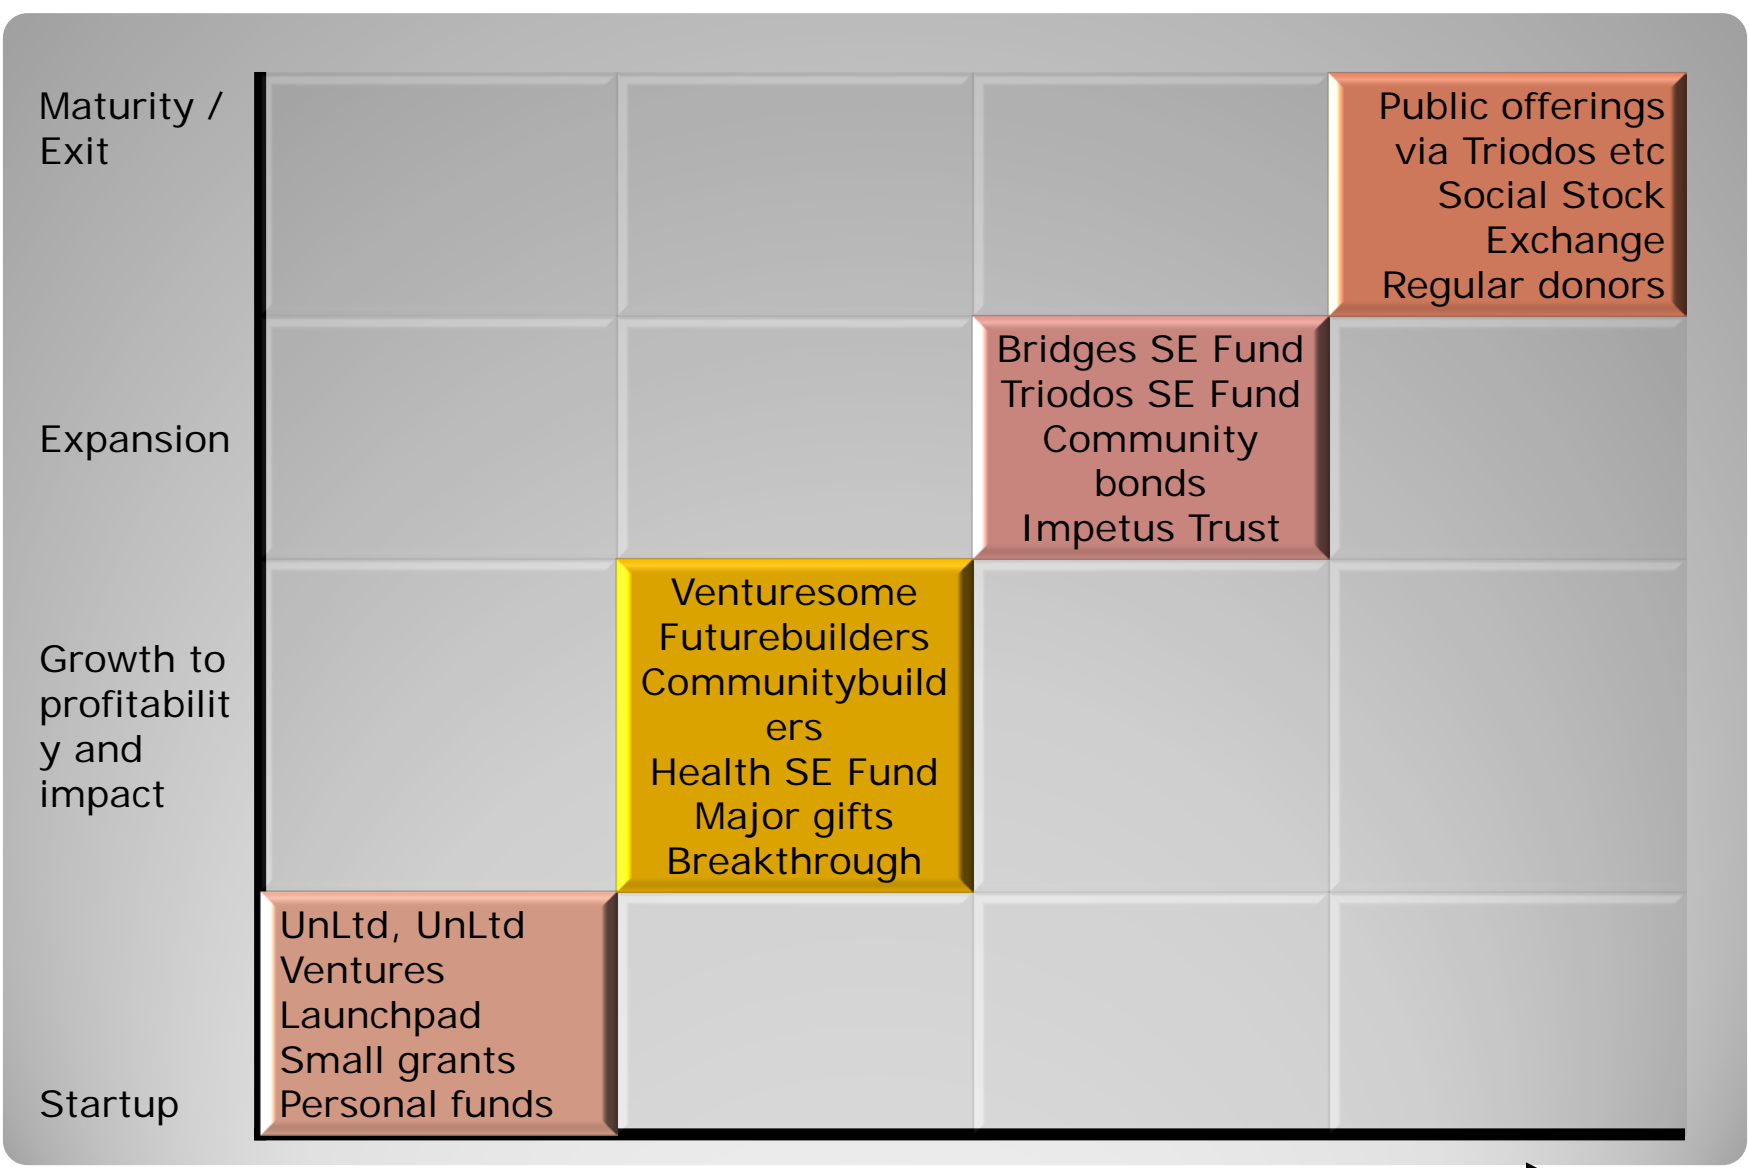 Maturity /
Exit
Public offerings
via Triodos etc
Social Stock
Exchange
Regular donors
Expansion
Bridges SE Fund
Triodos SE Fund
Community
bonds
Impetus Trust
Growth to
profitabilit
y and
impact
Venturesome
Futurebuilders
Communitybuild
ers
Health SE Fund
Major gifts
Breakthrough
Startup
UnLtd, UnLtd
Ventures
Launchpad
Small grants
Personal funds